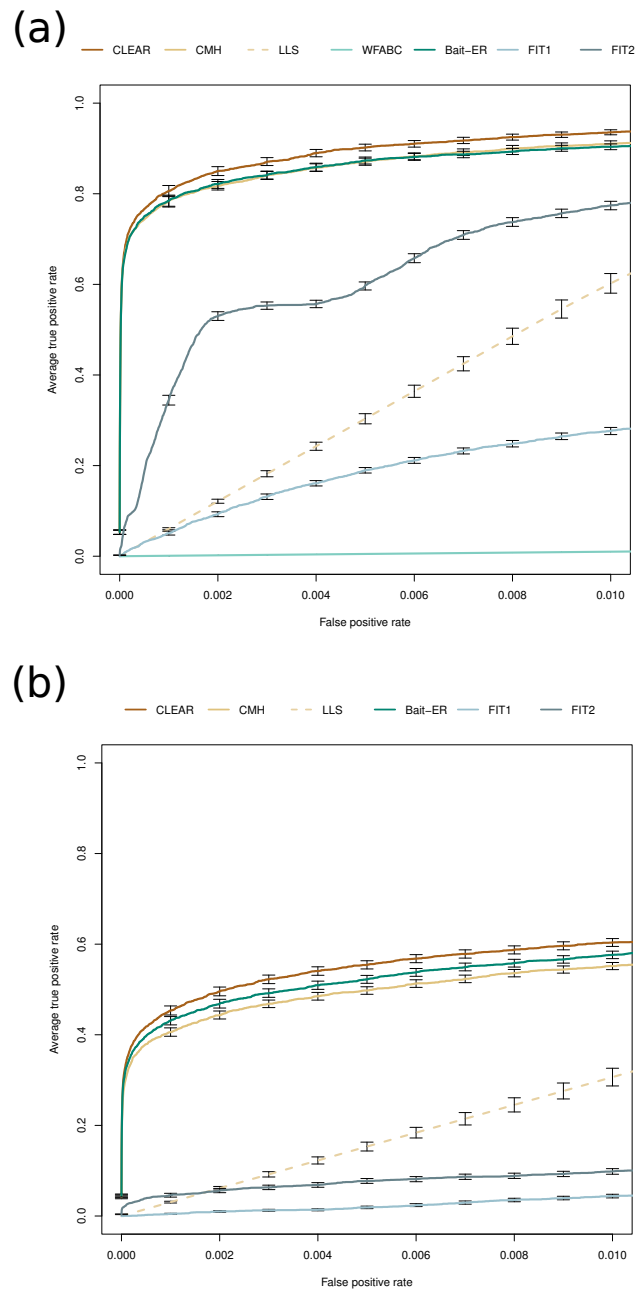 (a)
CLEAR CMH LLS WFABC Bait−ER FIT1 FIT2
1.0
0.8
0.6
0.4
0.2
0.0
Average true positive rate
0.000 0.002 0.004 0.006 0.008 0.010
False positive rate
(b)
CLEAR CMH LLS Bait−ER FIT1 FIT2
1.0
0.8
0.6
0.4
0.2
0.0
Average true positive rate
0.000 0.002 0.004 0.006 0.008 0.010
False positive rate